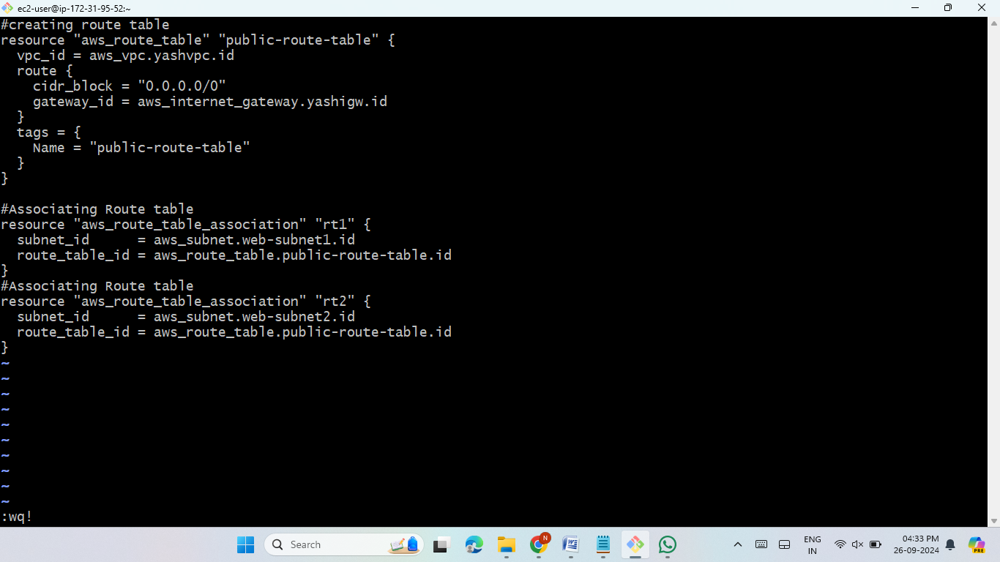 ec2-user@ip-172-31-95-52:~
#creating route table
resource "aws_route_table" "public-route-table" {
  vpc_id = aws_vpc.yashvpc.id
  route {
    cidr_block = "0.0.0.0/0"
    gateway_id = aws_internet_gateway.yashigw.id
  }
  tags = {
    Name = "public-route-table"
  }
}

#Associating Route table
resource "aws_route_table_association" "rt1" {
  subnet_id      = aws_subnet.web-subnet1.id
  route_table_id = aws_route_table.public-route-table.id
}
#Associating Route table
resource "aws_route_table_association" "rt2" {
  subnet_id      = aws_subnet.web-subnet2.id
  route_table_id = aws_route_table.public-route-table.id
}
~
~
~
~
~
~
~
~
~
~
:wq!
Search
N
ENG
IN
04:33 PM
26-09-2024
PRE